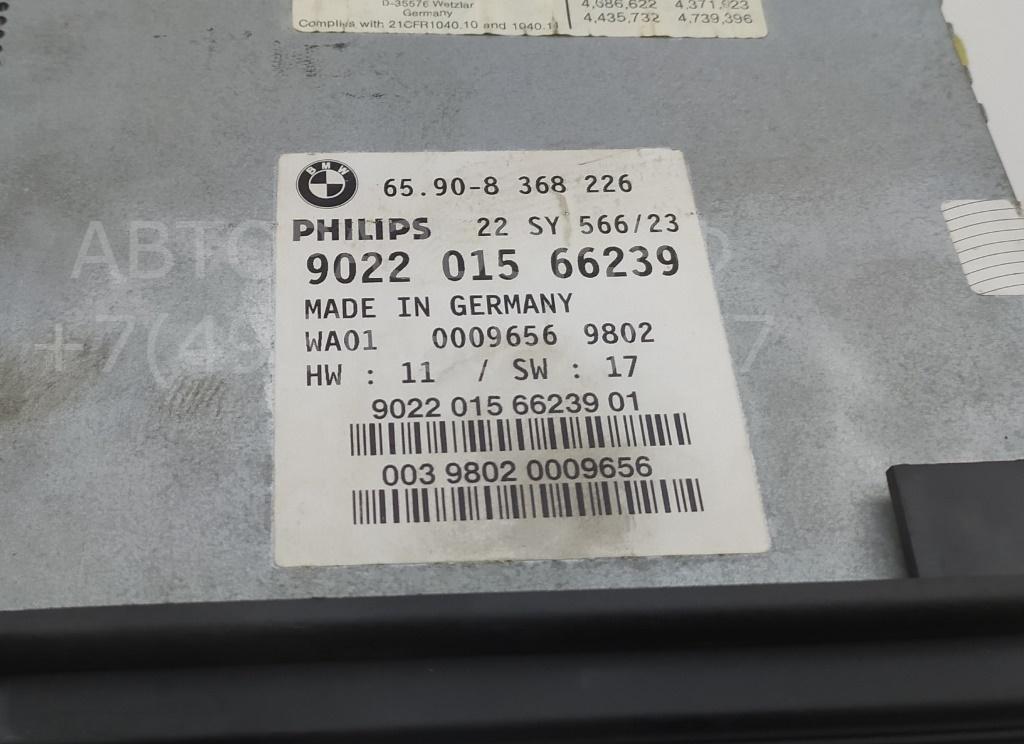 D-35576 Wetzlar
Germany
Complies with 21CFR1040.10 and 1040.11
4,686,622 4,371,923
4,435,732 4,739,396
BMW
65.90-8 368 226
PHILIPS 22 SY 566/23
9022 015 66239
MADE IN GERMANY
WA01 0009656 9802
HW : 11 / SW : 17
9022 015 66239 01
003 9802 0009656